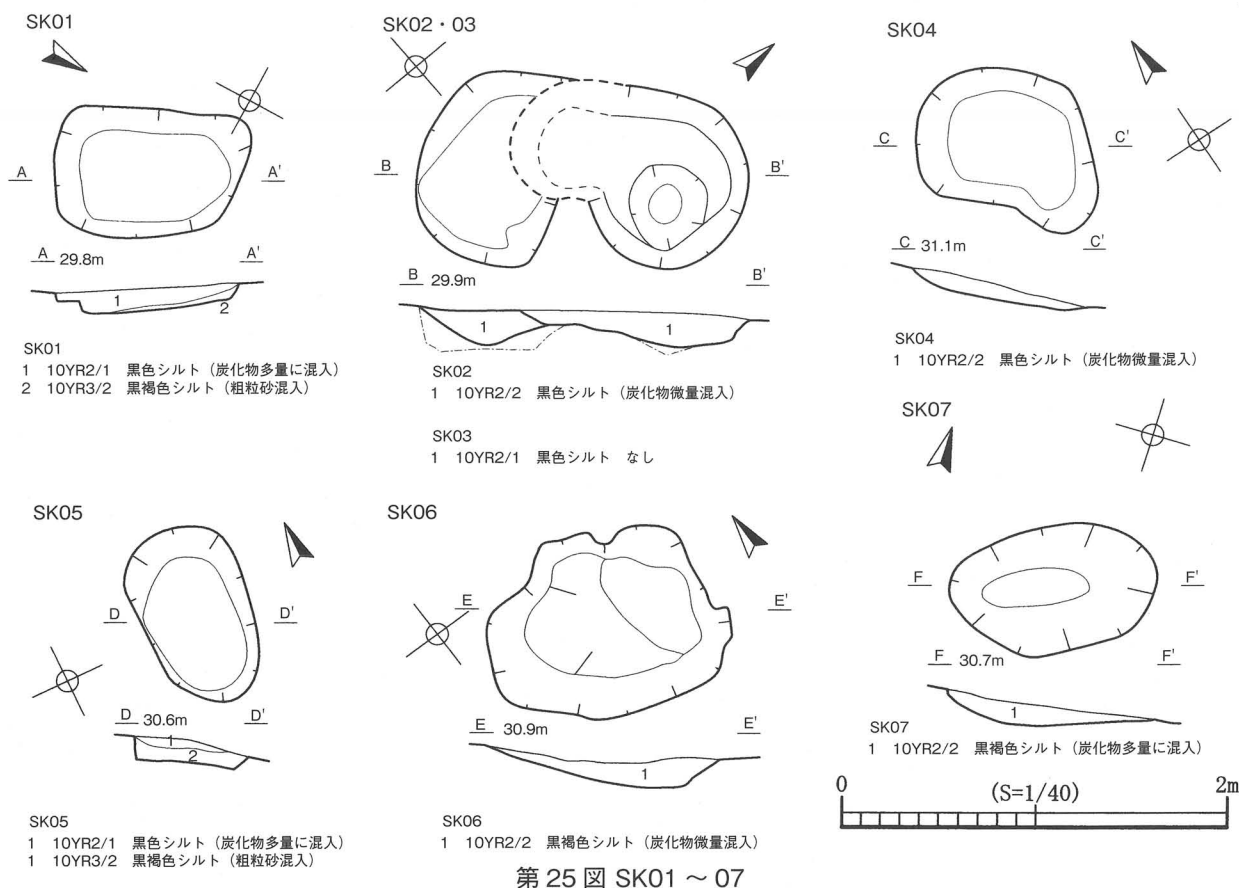 SK01
A
A'
A 29.8m
A'
1
2
SK01
1 10YR2/1 黒色シルト（炭化物多量に混入）
2 10YR3/2 黒褐色シルト（粗粒砂混入）
SK02・03
B
B'
B 29.9m
B'
1
1
SK02
1 10YR2/2 黒色シルト（炭化物微量混入）
SK03
1 10YR2/1 黒色シルト なし
SK04
C
C'
C 31.1m
C'
SK04
1 10YR2/2 黒色シルト（炭化物微量混入）
SK05
D
D'
D 30.6m
D'
1
2
SK05
1 10YR2/1 黒色シルト（炭化物多量に混入）
1 10YR3/2 黒褐色シルト（粗粒砂混入）
SK06
E
E'
E 30.9m
E'
1
SK06
1 10YR2/2 黒褐色シルト（炭化物微量混入）
SK07
F
F'
F 30.7m
F'
1
SK07
1 10YR2/2 黒褐色シルト（炭化物多量に混入）
0
(S=1/40)
2m
第25図 SK01 ～ 07